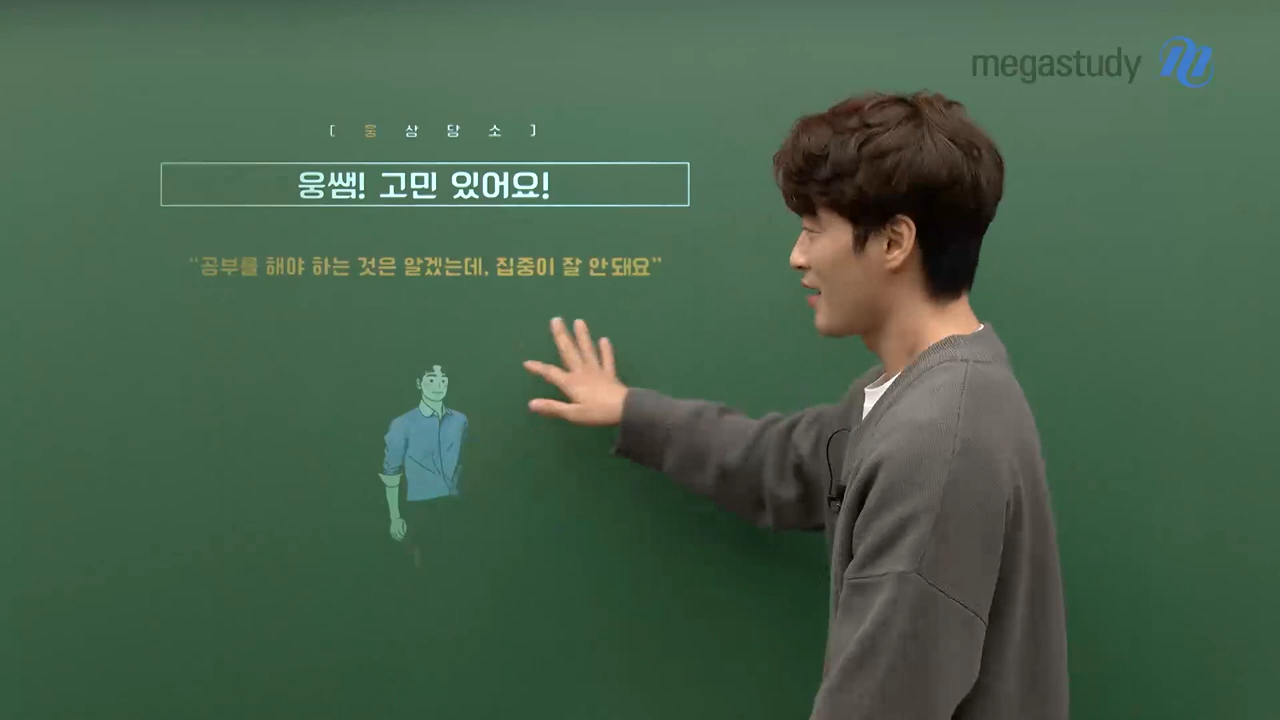 megastudy
[ 웅 상 담 소 ]
웅쌤! 고민 있어요!
“공부를 해야 하는 것은 알겠는데, 집중이 잘 안돼요”